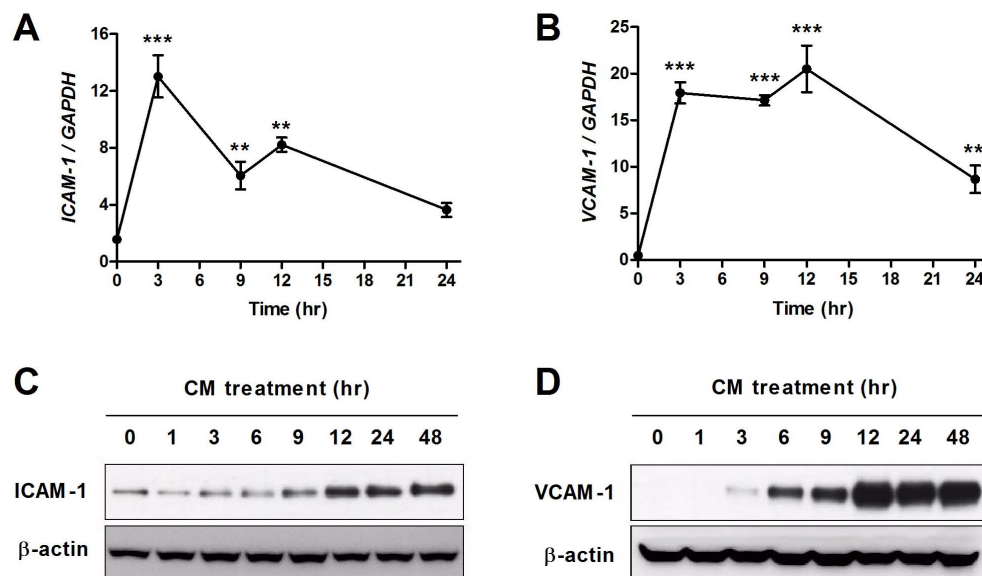 A
ICAM-1 / GAPDH
16
12
8
4
0
***
**
**
0 3 6 9 12 15 18 21 24
Time (hr)
B
VCAM-1 / GAPDH
25
20
15
10
5
0
***
***
***
**
0 3 6 9 12 15 18 21 24
Time (hr)
C
CM treatment (hr)
0 1 3 6 9 12 24 48
ICAM-1
β-actin
D
CM treatment (hr)
0 1 3 6 9 12 24 48
VCAM-1
β-actin